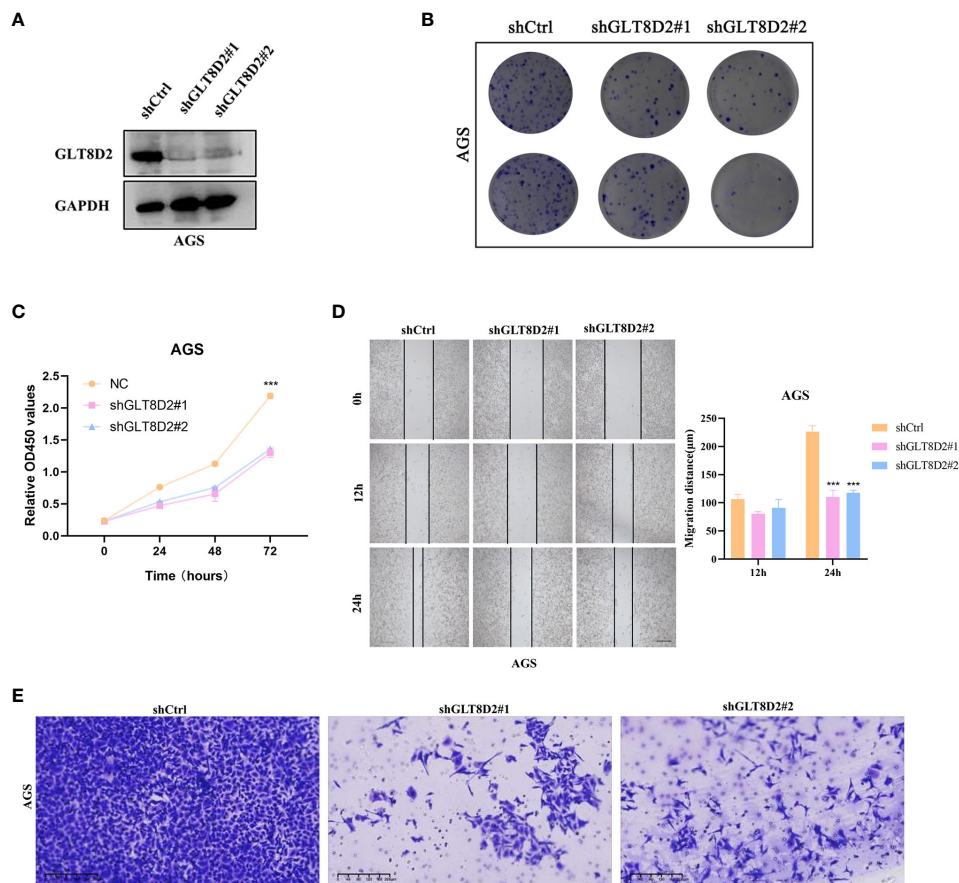 A
shCtrl
shGLT8D2#1
shGLT8D2#2
GLT8D2
GAPDH
AGS
B
shCtrl shGLT8D2#1 shGLT8D2#2
AGS
C
AGS
NC
shGLT8D2#1
shGLT8D2#2
***
Relative OD450 values
2.5
2.0
1.5
1.0
0.5
0.0
0 24 48 72
Time (hours)
D
shCtrl shGLT8D2#1 shGLT8D2#2
0h
12h
24h
AGS
AGS
shCtrl
shGLT8D2#1
shGLT8D2#2
Migration distance(μm)
250
200
150
100
50
0
*** ***
12h 24h
E
shCtrl shGLT8D2#1 shGLT8D2#2
AGS